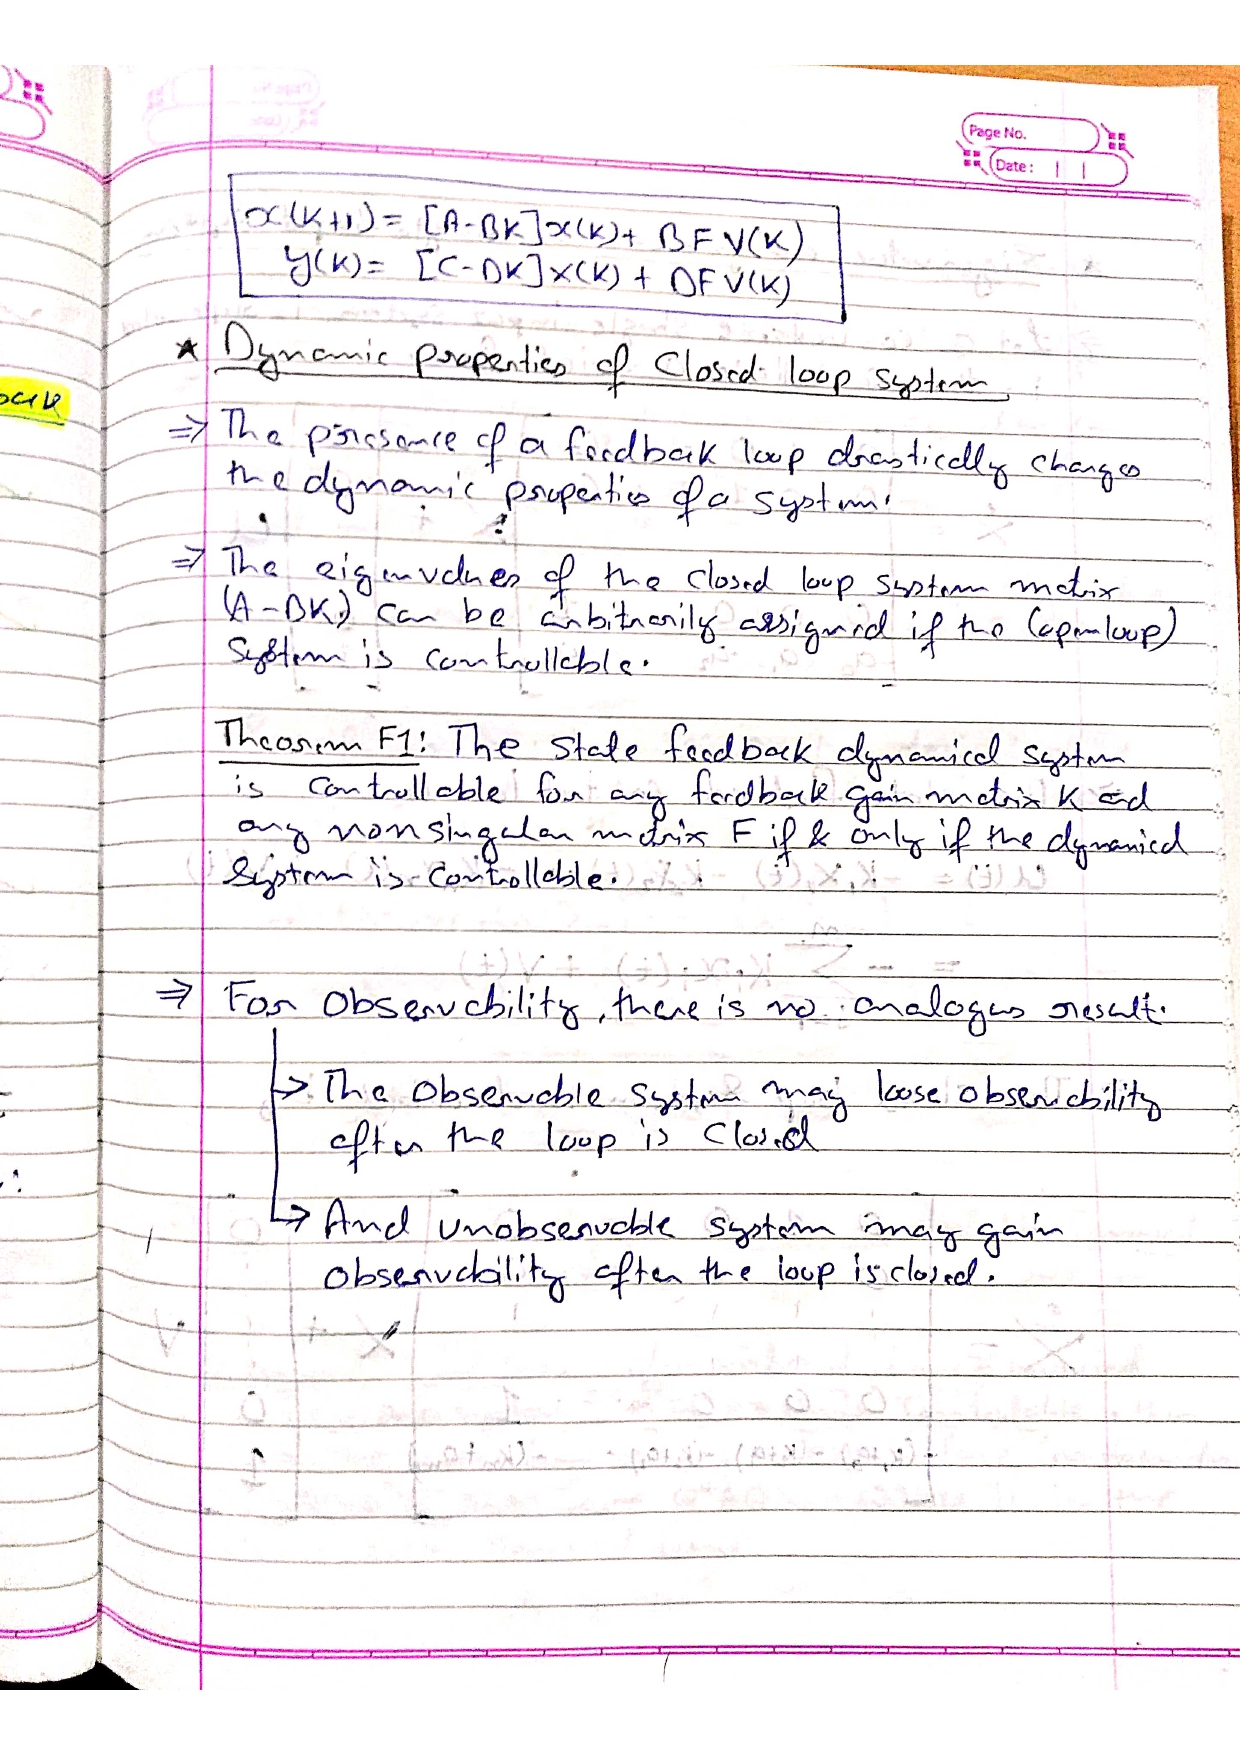 Page No.
Date:
x(k+1) = [A-BK]x(k) + BFV(k)
y(k) = [C-DK]x(k) + DFV(k)
* Dynamic properties of Closed loop system
⇒ The presence of a feedback loop drastically changes
the dynamic properties of a system.
⇒ The eigenvalues of the closed loop system matrix
(A-BK) can be arbitrarily assigned if the (openloop)
System is controllable.
Theorem F1: The State feedback dynamical system
is controllable for any feedback gain matrix K and
any nonsingular matrix F if & only if the dynamical
System is controllable.
⇒ For Observability, there is no analogus result.
→ The Observable system may loose observability
after the loop is Closed
→ And unobservable system may gain
Observability after the loop is closed.